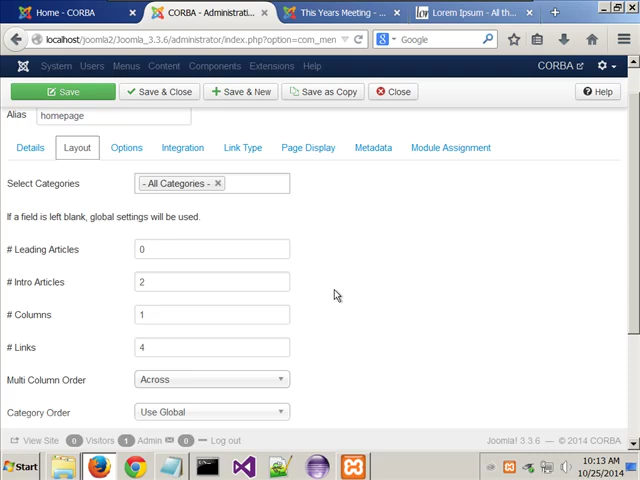 Home - CORBA
CORBA - Administrati...
This Years Meeting - ...
Lorem Ipsum - All th...
localhost/joomla2/Joomla_3.3.6/administrator/index.php?option=com_men
Google
System Users Menus Content Components Extensions Help
CORBA
Save
Save & Close
Save & New
Save as Copy
Close
Help
Alias
homepage
Details
Layout
Options
Integration
Link Type
Page Display
Metadata
Module Assignment
Select Categories
- All Categories -
If a field is left blank, global settings will be used.
# Leading Articles
0
# Intro Articles
2
# Columns
1
# Links
4
Multi Column Order
Across
Category Order
Use Global
View Site 0 Visitors 1 Admin 0 Log out
Joomla! 3.3.6 — © 2014 CORBA
Start
10:13 AM
10/25/2014